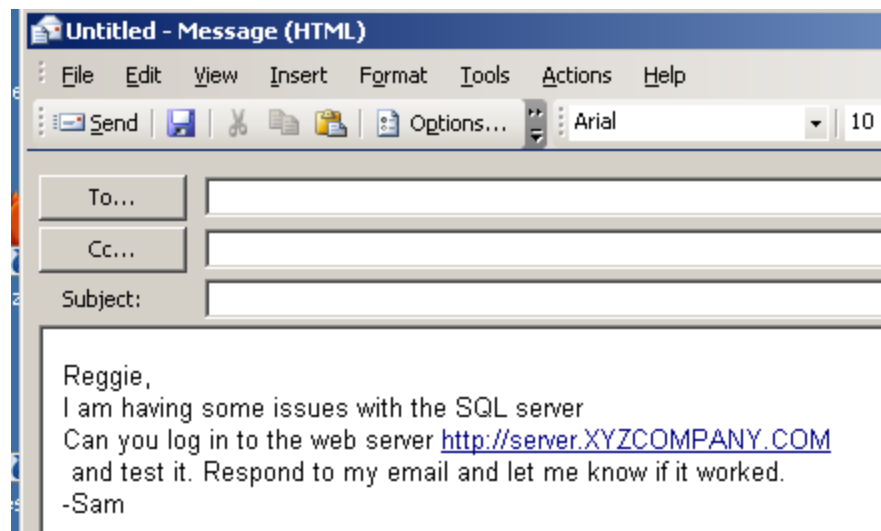 Untitled - Message (HTML)
File Edit View Insert Format Tools Actions Help
Send Options... Arial 10
To...
Cc...
Subject:
Reggie,
I am having some issues with the SQL server
Can you log in to the web server http://server.XYZCOMPANY.COM
and test it. Respond to my email and let me know if it worked.
-Sam